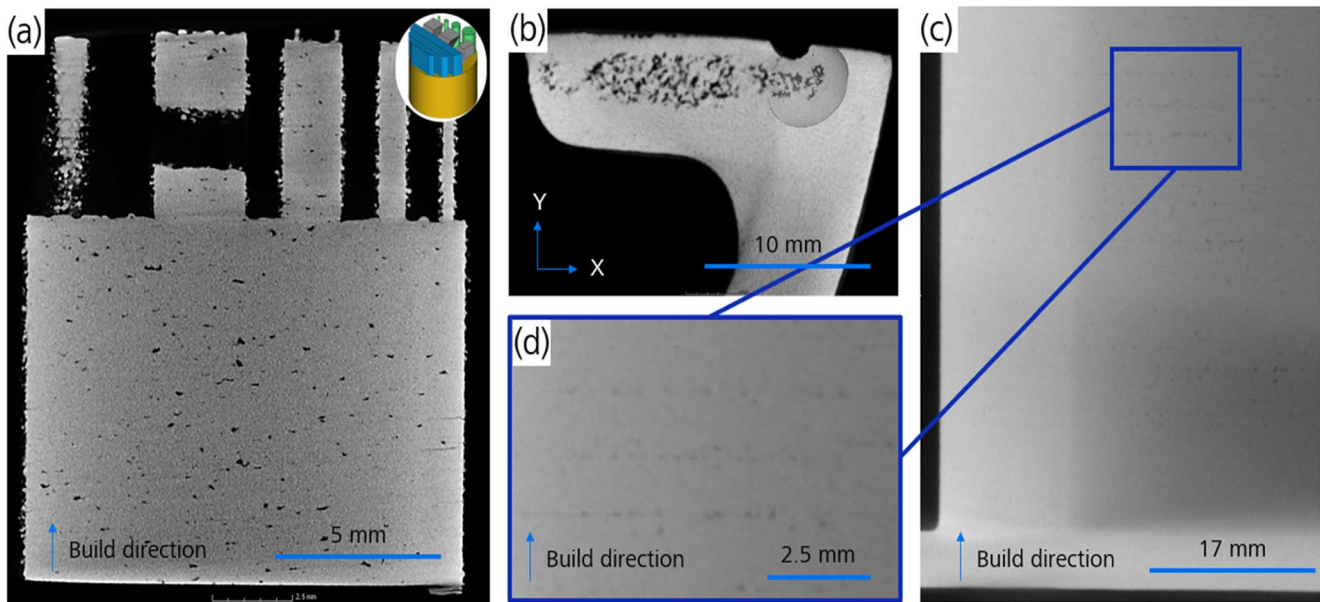 (a)
5 mm
Build direction
2.5 mm
(b)
Y
X
10 mm
(c)
17 mm
Build direction
(d)
2.5 mm
Build direction